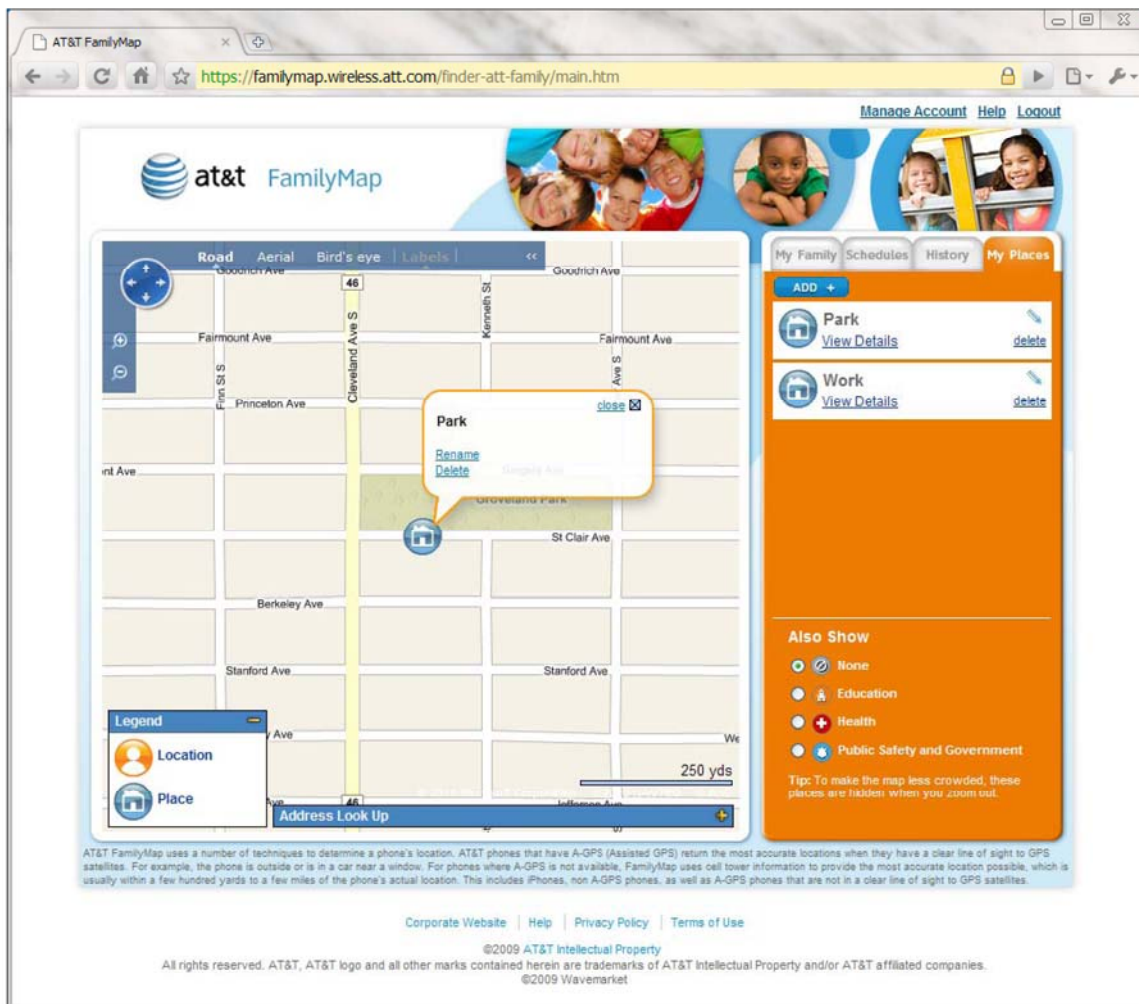 AT&T FamilyMap
https://familymap.wireless.att.com/finder-att-family/main.htm
Manage Account Help Logout
at&t FamilyMap
Road Aerial Bird's eye Labels <<
My Family Schedules History My Places
ADD +
Goodrich Ave
Goodrich Ave
46
Kenneth St
Park
View Details
delete
Fairmount Ave
Fairmount Ave
Cleveland Ave S
Finn St S
Ave S
Work
View Details
delete
Princeton Ave
close
Park
Rename
Delete
nt Ave
Groveland Park
St Clair Ave
Berkeley Ave
Stanford Ave
Stanford Ave
Also Show
None
Education
Health
Public Safety and Government
Tip: To make the map less crowded, these
places are hidden when you zoom out.
Legend
Location
Place
y Ave
We
250 yds
Ave
46
Jefferson Ave
Address Look Up
AT&T FamilyMap uses a number of techniques to determine a phone's location. AT&T phones that have A-GPS (Assisted GPS) return the most accurate locations when they have a clear line of sight to GPS
satellites. For example, the phone is outside or is in a car near a window. For phones where A-GPS is not available, FamilyMap uses cell tower information to provide the most accurate location possible, which is
usually within a few hundred yards to a few miles of the phone's actual location. This includes iPhones, non A-GPS phones, as well as A-GPS phones that are not in a clear line of sight to GPS satellites.
Corporate Website | Help | Privacy Policy | Terms of Use
©2009 AT&T Intellectual Property
All rights reserved. AT&T, AT&T logo and all other marks contained herein are trademarks of AT&T Intellectual Property and/or AT&T affiliated companies.
©2009 Wavemarket